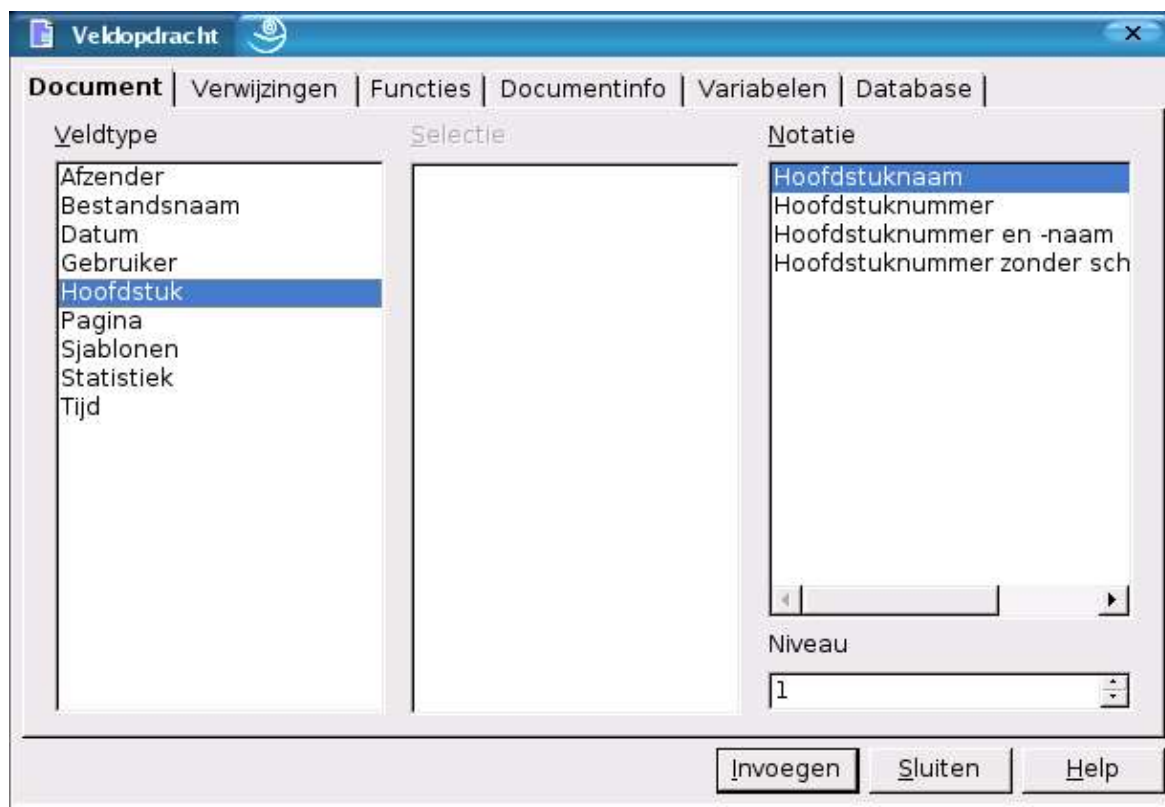 Veldopdracht
Document Verwijzingen Functies Documentinfo Variabelen Database
Veldtype
Afzender
Bestandsnaam
Datum
Gebruiker
Hoofdstuk
Pagina
Sjablonen
Statistiek
Tijd
Selectie
Notatie
Hoofdstuknaam
Hoofdstuknummer
Hoofdstuknummer en -naam
Hoofdstuknummer zonder sch
Niveau
1
Invoegen Sluiten Help